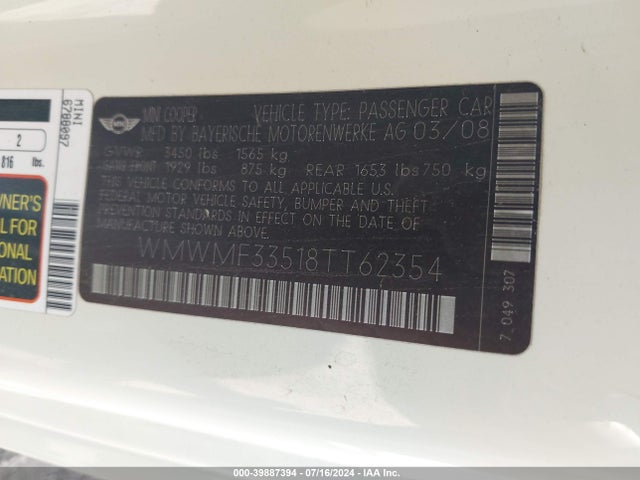 MINI COOPER VEHICLE TYPE: PASSENGER CAR
MFD BY BAYERISCHE MOTORENWERKE AG 03/08
GVWR 3450 lbs 1565 kg
GAWR FRONT 1929 lbs 875 kg REAR 1653 lbs 750 kg
THIS VEHICLE CONFORMS TO ALL APPLICABLE U.S.
FEDERAL MOTOR VEHICLE SAFETY, BUMPER AND THEFT
PREVENTION STANDARDS IN EFFECT ON THE DATE OF
MANUFACTURE SHOWN ABOVE.
WMWMF33518TT62354
7 049 307
MINI
6788097
2
816 lbs.
WNER'S
L FOR
ONAL
ATION
000-39887394 - 07/16/2024 - IAA Inc.